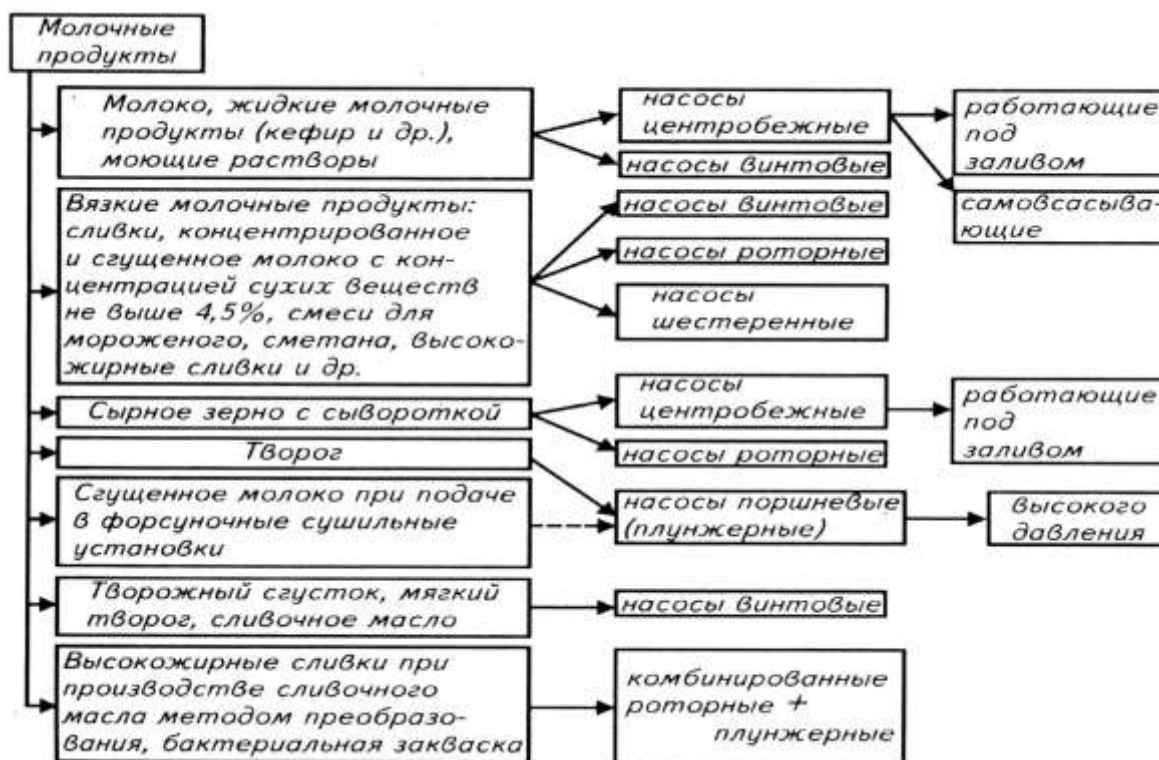 Молочные
продукты
Молоко, жидкие молочные
продукты (кефир и др.),
моющие растворы
насосы
центробежные
работающие
под
заливом
насосы винтовые
самовсасыва-
ющие
Вязкие молочные продукты:
сливки, концентрированное
и сгущенное молоко с кон-
центрацией сухих веществ
не выше 4,5%, смеси для
мороженого, сметана, высоко-
жирные сливки и др.
насосы винтовые
насосы роторные
насосы
шестеренные
Сырное зерно с сывороткой
насосы
центробежные
работающие
под
заливом
насосы роторные
Творог
Сгущенное молоко при подаче
в форсуночные сушильные
установки
насосы поршневые
(плунжерные)
высокого
давления
Творожный сгусток, мягкий
творог, сливочное масло
насосы винтовые
Высокожирные сливки при
производстве сливочного
масла методом преобразо-
вания, бактериальная закваска
комбинированные
роторные +
плунжерные